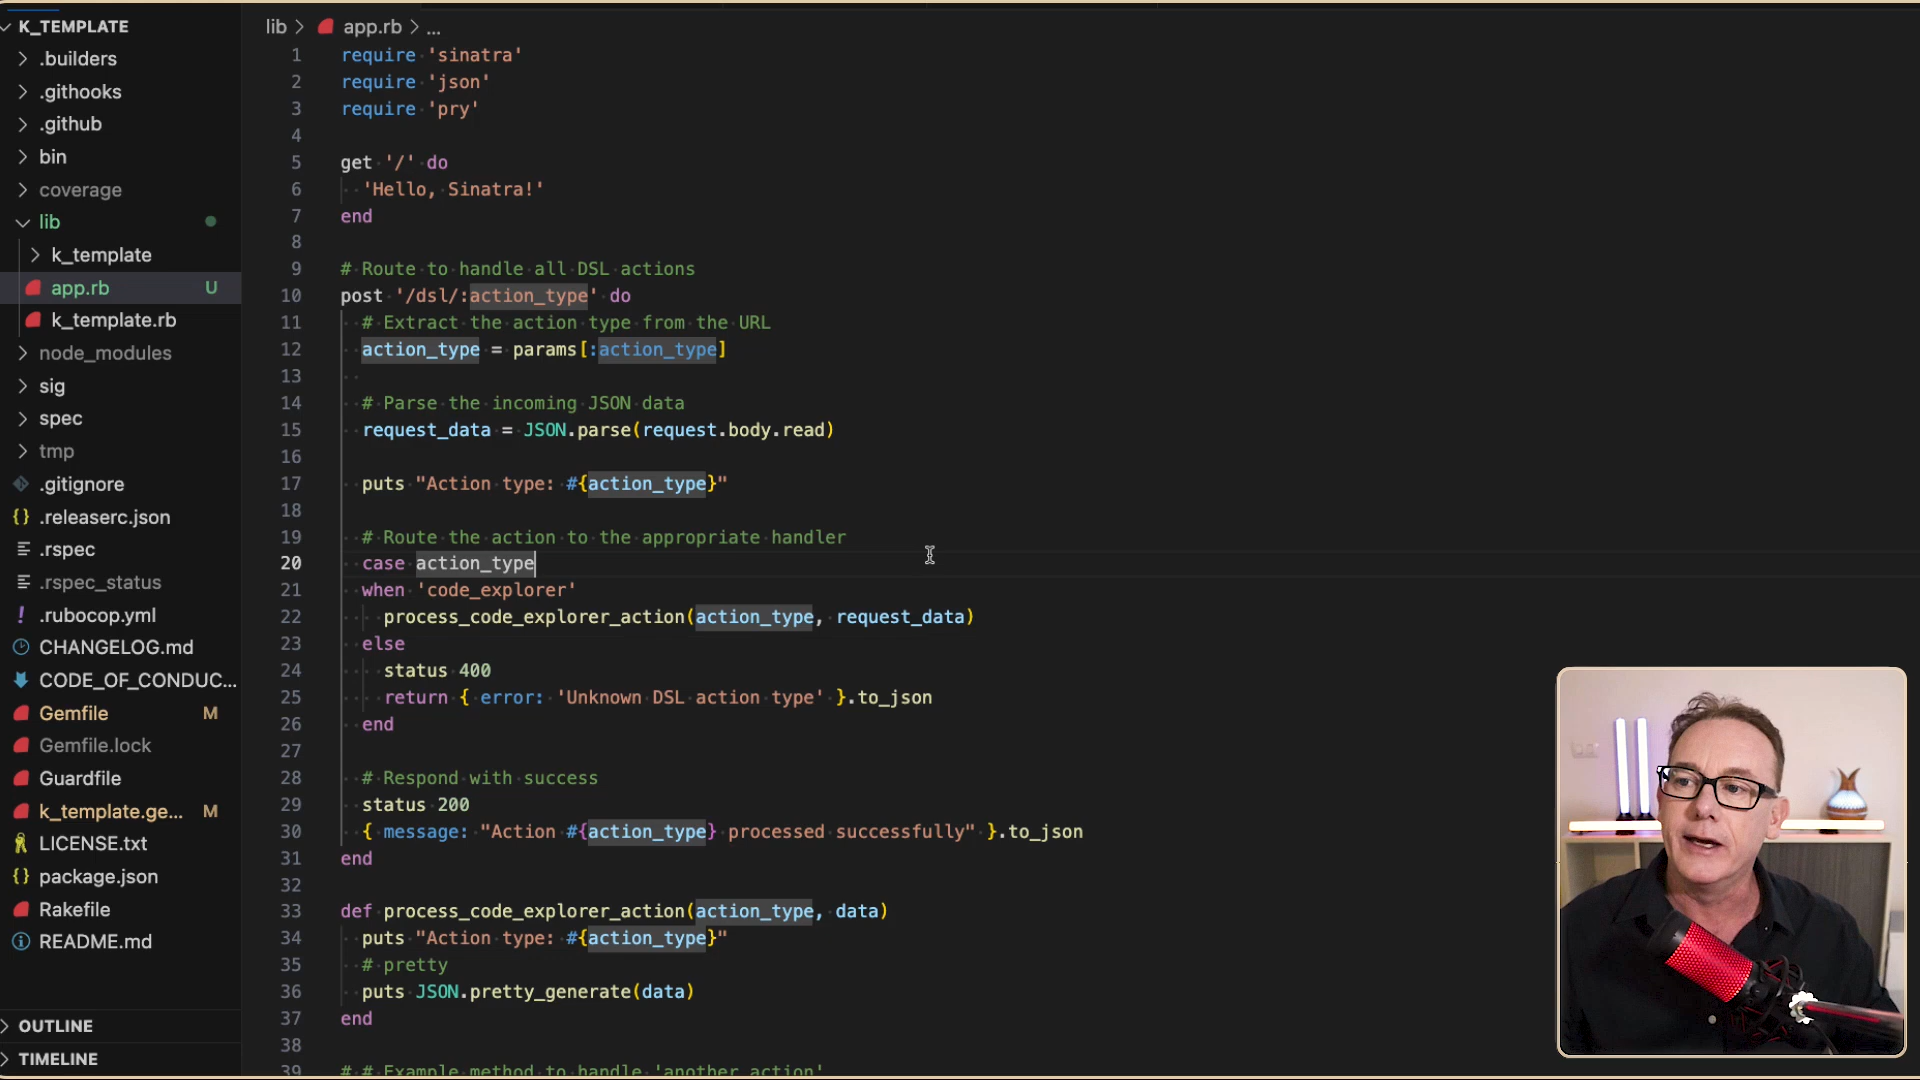 K_TEMPLATE
.builders
.githooks
.github
bin
coverage
lib
k_template
app.rb U
k_template.rb
node_modules
sig
spec
tmp
.gitignore
{} .releaserc.json
.rspec
.rspec_status
! .rubocop.yml
CHANGELOG.md
CODE_OF_CONDUC...
Gemfile M
Gemfile.lock
Guardfile
k_template.ge... M
LICENSE.txt
{} package.json
Rakefile
README.md
OUTLINE
TIMELINE
lib > app.rb > ...
1 require 'sinatra'
2 require 'json'
3 require 'pry'
4
5 get '/' do
6 'Hello, Sinatra!'
7 end
8
9 # Route to handle all DSL actions
10 post '/dsl/:action_type' do
11 # Extract the action type from the URL
12 action_type = params[:action_type]
13
14 # Parse the incoming JSON data
15 request_data = JSON.parse(request.body.read)
16
17 puts "Action type: #{action_type}"
18
19 # Route the action to the appropriate handler
20 case action_type
21 when 'code_explorer'
22 process_code_explorer_action(action_type, request_data)
23 else
24 status 400
25 return { error: 'Unknown DSL action type' }.to_json
26 end
27
28 # Respond with success
29 status 200
30 { message: "Action #{action_type} processed successfully" }.to_json
31 end
32
33 def process_code_explorer_action(action_type, data)
34 puts "Action type: #{action_type}"
35 # pretty
36 puts JSON.pretty_generate(data)
37 end
38
39 # # Example method to handle 'another_action'